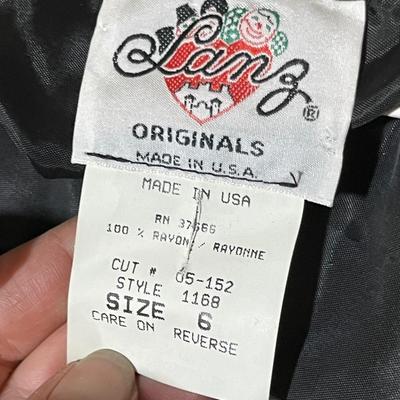 Lanz®
ORIGINALS
MADE IN U.S.A.
MADE IN USA
RN 37566
100 % RAYON / RAYONNE
CUT # 05-152
STYLE 1168
SIZE 6
CARE ON REVERSE